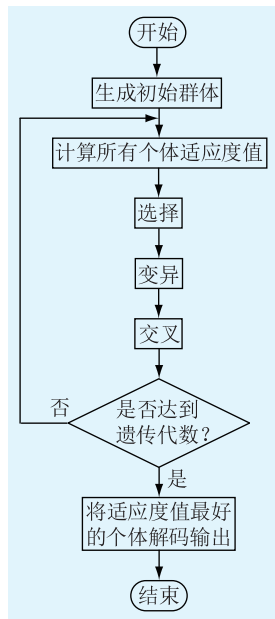 开始
生成初始群体
计算所有个体适应度值
选择
变异
交叉
是否达到
遗传代数？
否
是
将适应度值最好
的个体解码输出
结束